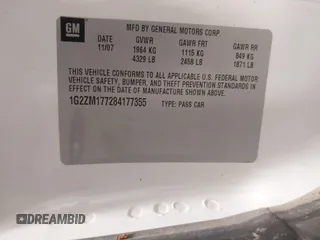 GM
MFD BY GENERAL MOTORS CORP.
DATE GVWR GAWR FRT GAWR RR
11/07 1964 KG 1115 KG 849 KG
4329 LB 2458 LB 1871 LB
THIS VEHICLE CONFORMS TO ALL APPLICABLE U.S. FEDERAL MOTOR
VEHICLE SAFETY, BUMPER, AND THEFT PREVENTION STANDARDS IN
EFFECT ON THE DATE OF MANUFACTURE SHOWN ABOVE.
1G2ZM177284177355 TYPE: PASS CAR
DREAMBID